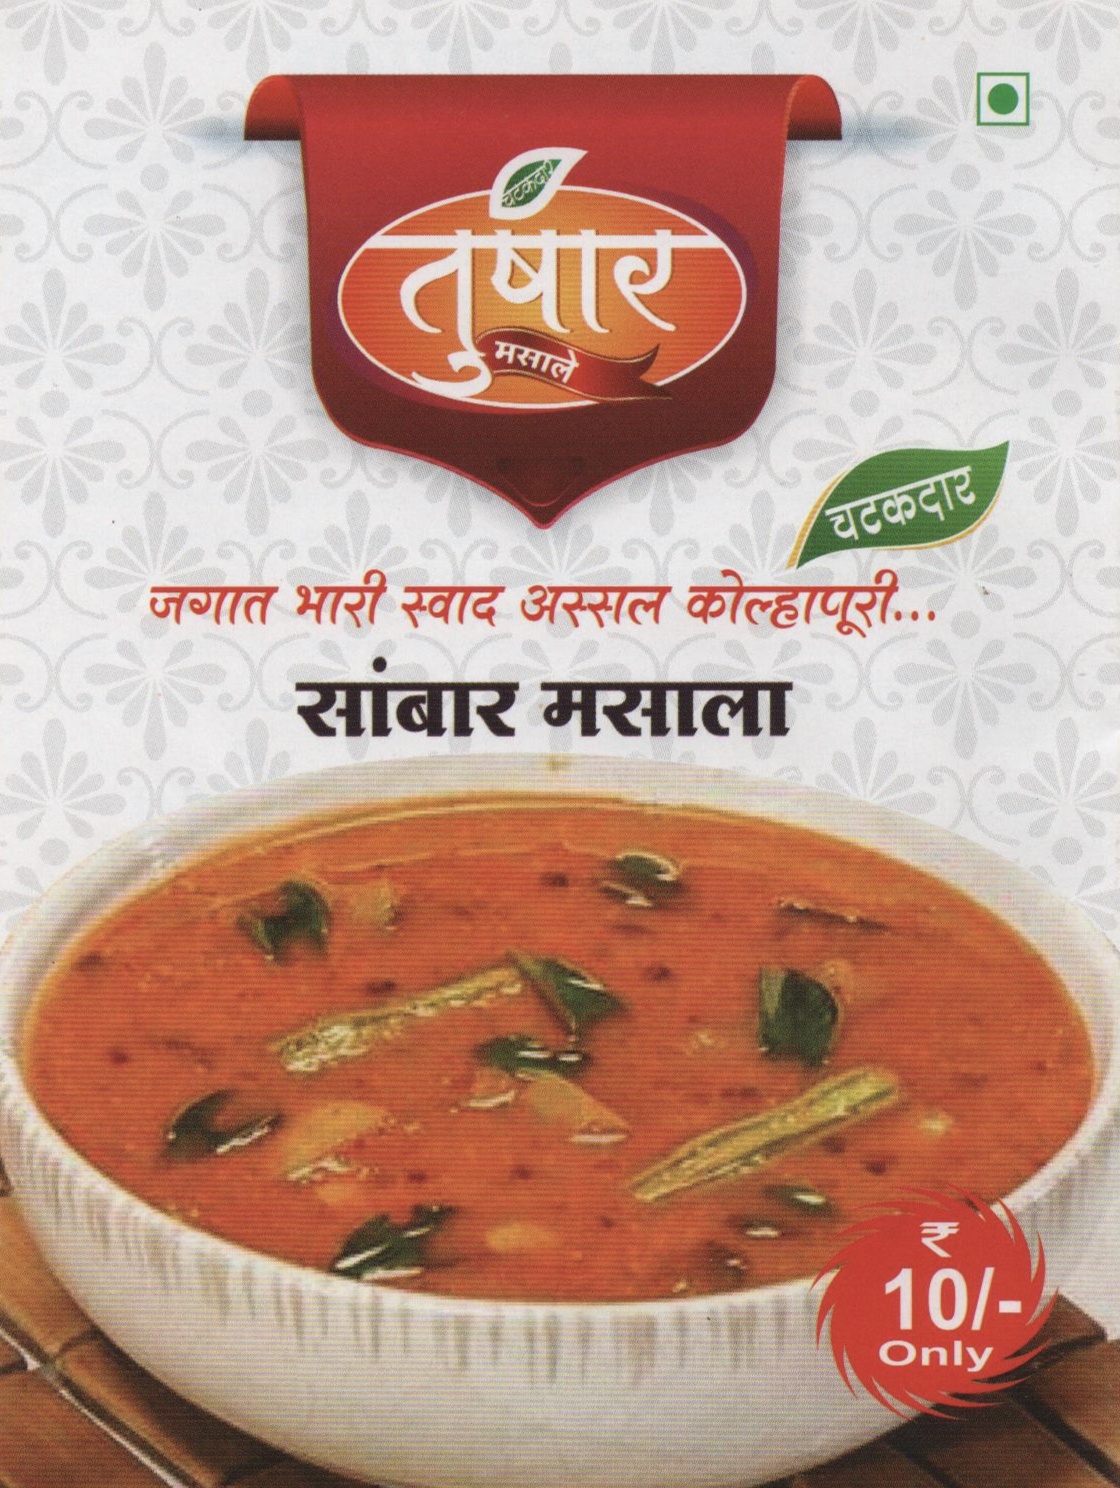 चटकदार
तुषार
मसाले
चटकदार
जगात भारी स्वाद अस्सल कोल्हापूरी...
सांबार मसाला
₹
10/-
Only